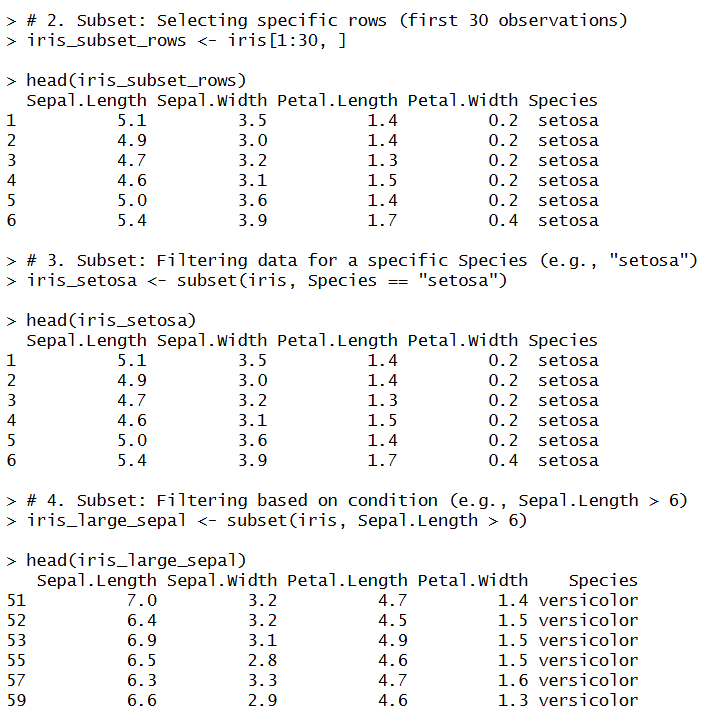 > # 2. Subset: Selecting specific rows (first 30 observations)
> iris_subset_rows <- iris[1:30, ]
> head(iris_subset_rows)
  Sepal.Length Sepal.Width Petal.Length Petal.Width Species
1          5.1         3.5          1.4         0.2  setosa
2          4.9         3.0          1.4         0.2  setosa
3          4.7         3.2          1.3         0.2  setosa
4          4.6         3.1          1.5         0.2  setosa
5          5.0         3.6          1.4         0.2  setosa
6          5.4         3.9          1.7         0.4  setosa
> # 3. Subset: Filtering data for a specific Species (e.g., "setosa")
> iris_setosa <- subset(iris, Species == "setosa")
> head(iris_setosa)
  Sepal.Length Sepal.Width Petal.Length Petal.Width Species
1          5.1         3.5          1.4         0.2  setosa
2          4.9         3.0          1.4         0.2  setosa
3          4.7         3.2          1.3         0.2  setosa
4          4.6         3.1          1.5         0.2  setosa
5          5.0         3.6          1.4         0.2  setosa
6          5.4         3.9          1.7         0.4  setosa
> # 4. Subset: Filtering based on condition (e.g., Sepal.Length > 6)
> iris_large_sepal <- subset(iris, Sepal.Length > 6)
> head(iris_large_sepal)
   Sepal.Length Sepal.Width Petal.Length Petal.Width    Species
51          7.0         3.2          4.7         1.4 versicolor
52          6.4         3.2          4.5         1.5 versicolor
53          6.9         3.1          4.9         1.5 versicolor
55          6.5         2.8          4.6         1.5 versicolor
57          6.3         3.3          4.7         1.6 versicolor
59          6.6         2.9          4.6         1.3 versicolor